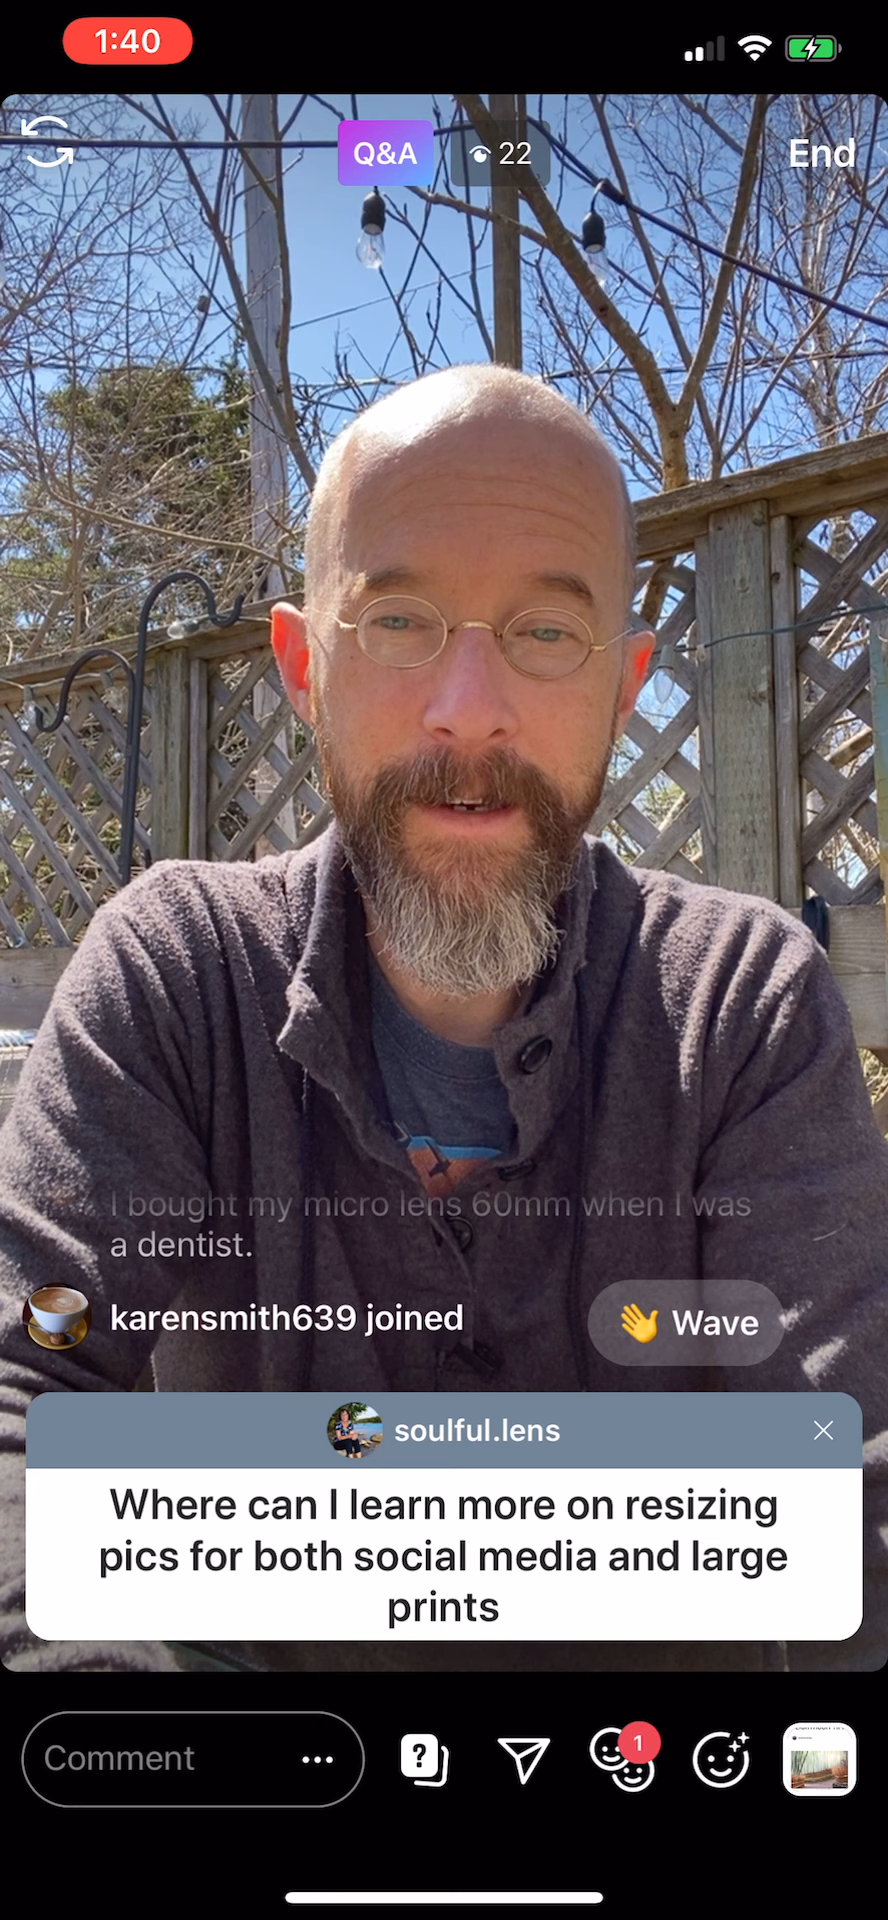 1:40
Q&A
22
End
I bought my micro lens 60mm when I was
a dentist.
karensmith639 joined
👋 Wave
soulful.lens
Where can I learn more on resizing
pics for both social media and large
prints
Comment
?
1